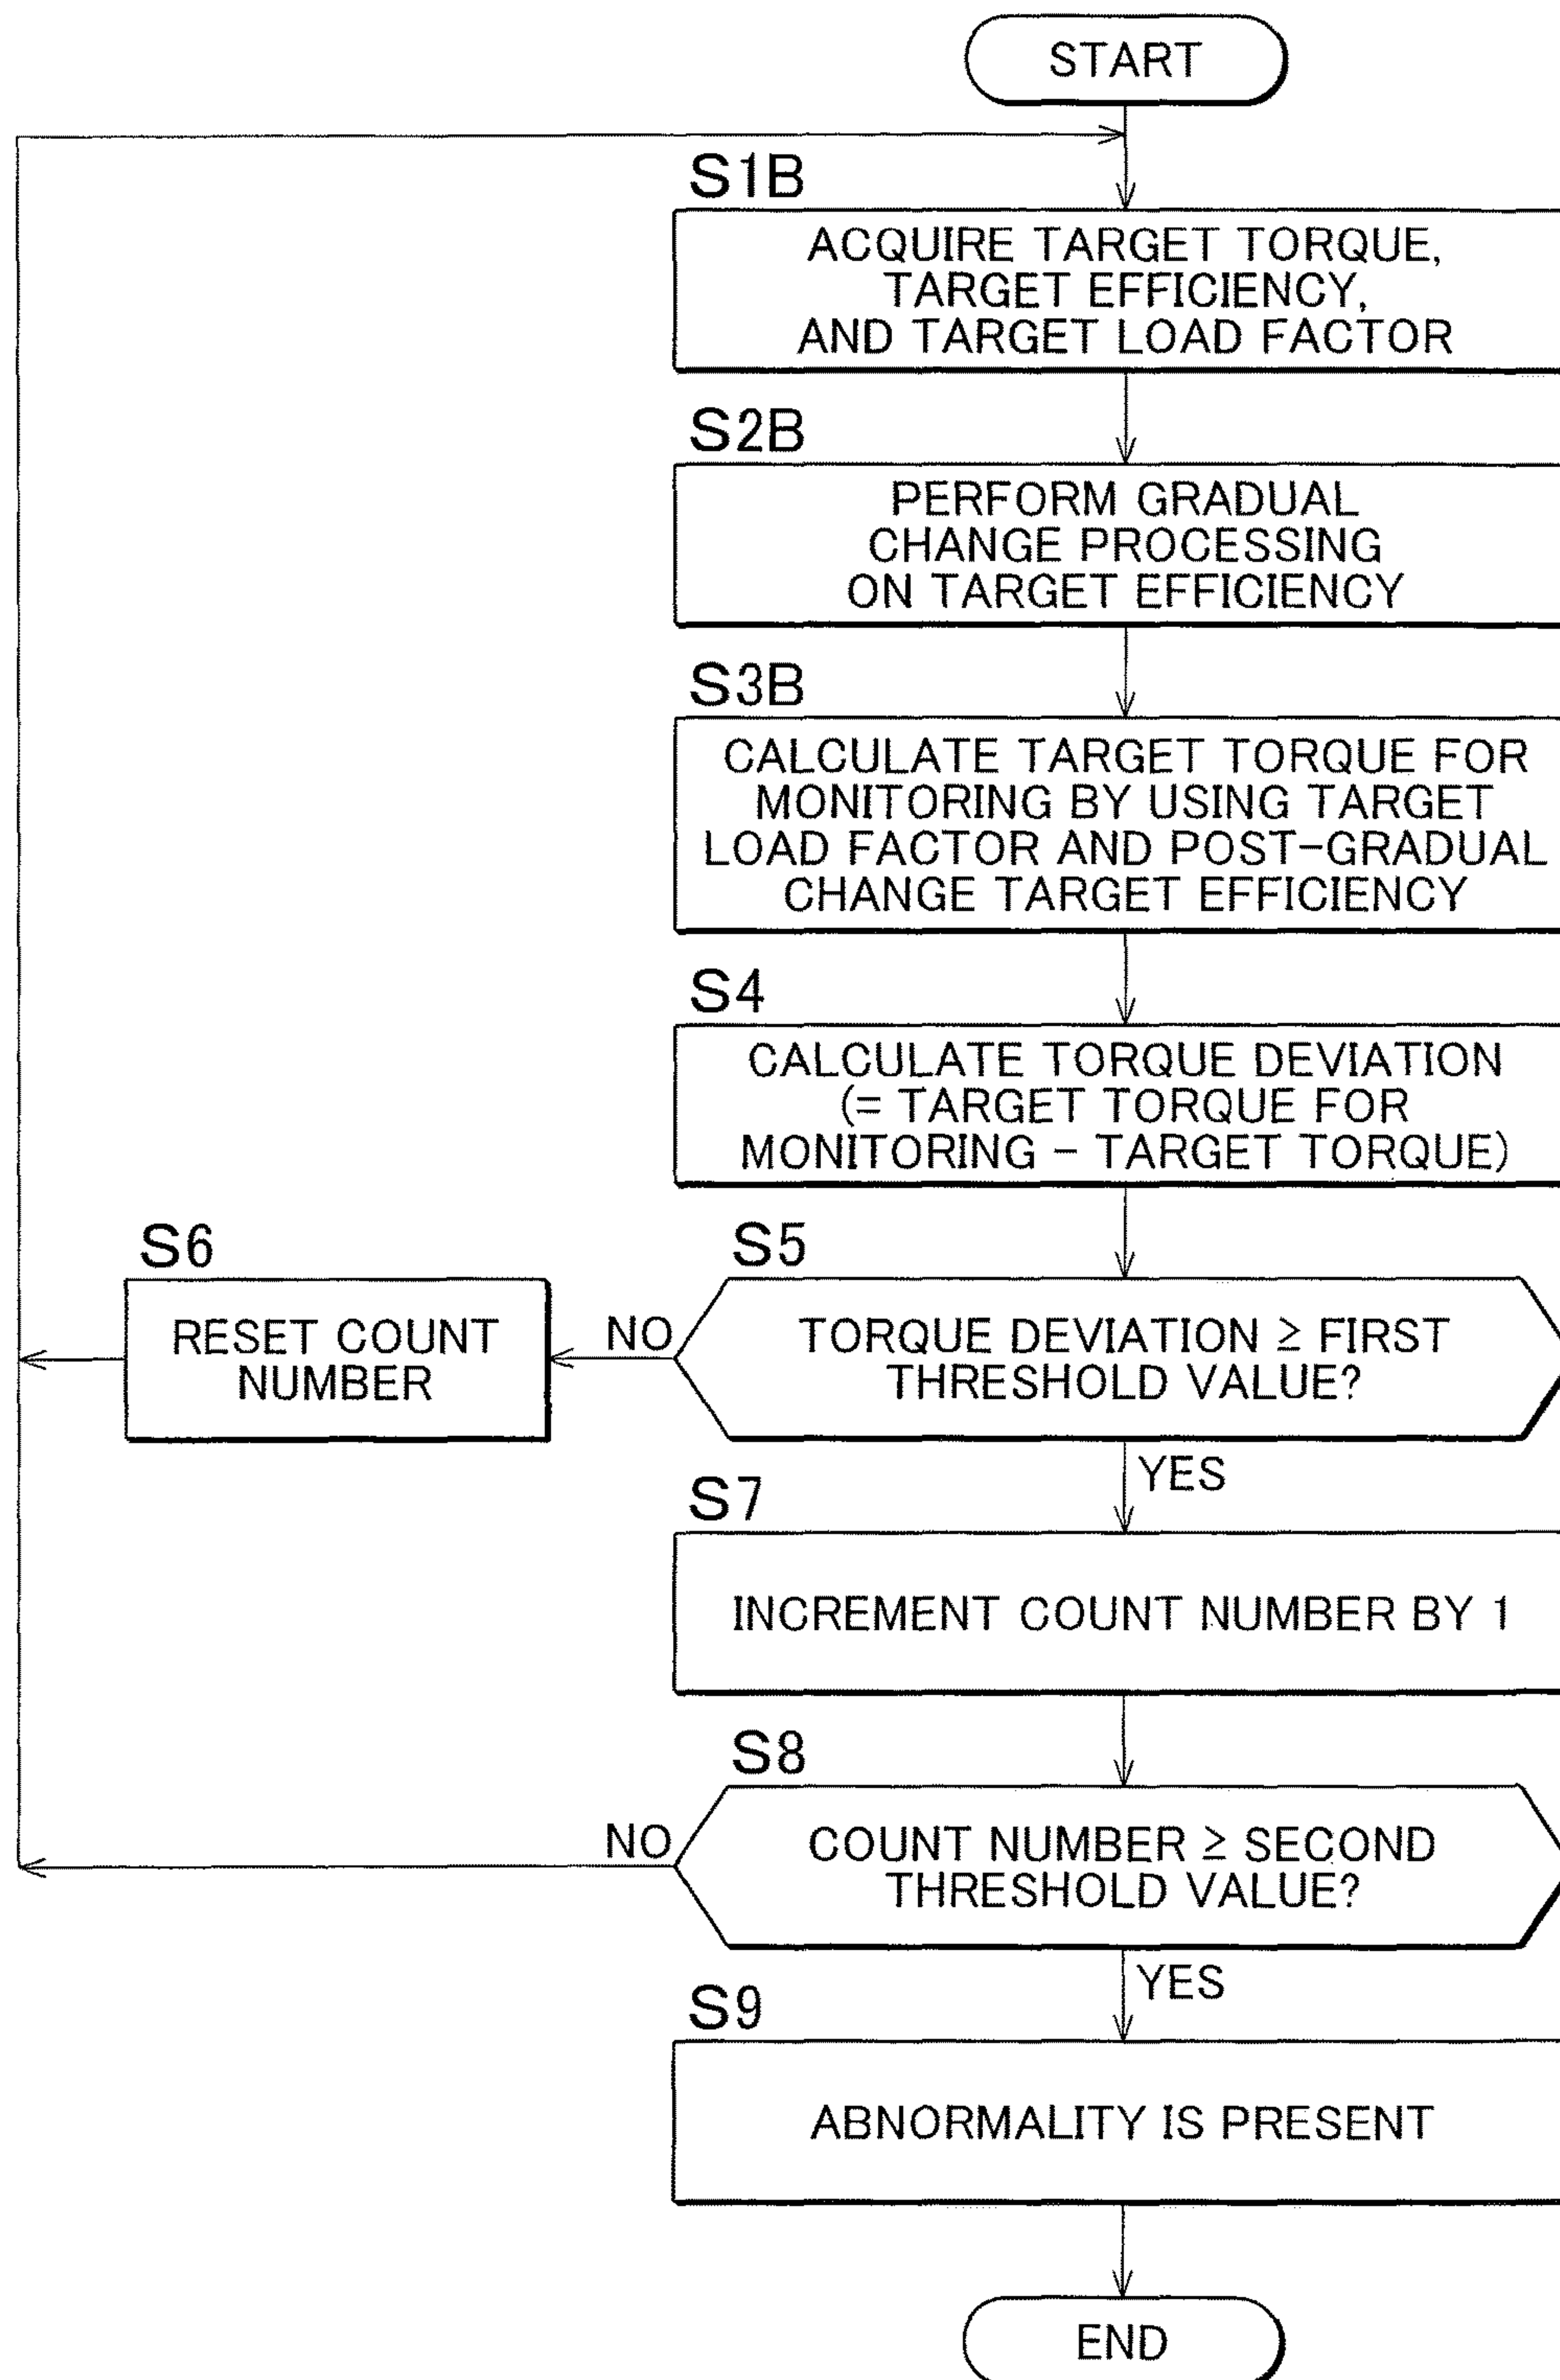 START
S1B
ACQUIRE TARGET TORQUE,
TARGET EFFICIENCY,
AND TARGET LOAD FACTOR
S2B
PERFORM GRADUAL
CHANGE PROCESSING
ON TARGET EFFICIENCY
S3B
CALCULATE TARGET TORQUE FOR
MONITORING BY USING TARGET
LOAD FACTOR AND POST-GRADUAL
CHANGE TARGET EFFICIENCY
S4
CALCULATE TORQUE DEVIATION
(= TARGET TORQUE FOR
MONITORING - TARGET TORQUE)
S5
TORQUE DEVIATION ≥ FIRST
THRESHOLD VALUE?
NO
S6
RESET COUNT
NUMBER
YES
S7
INCREMENT COUNT NUMBER BY 1
S8
COUNT NUMBER ≥ SECOND
THRESHOLD VALUE?
NO
YES
S9
ABNORMALITY IS PRESENT
END